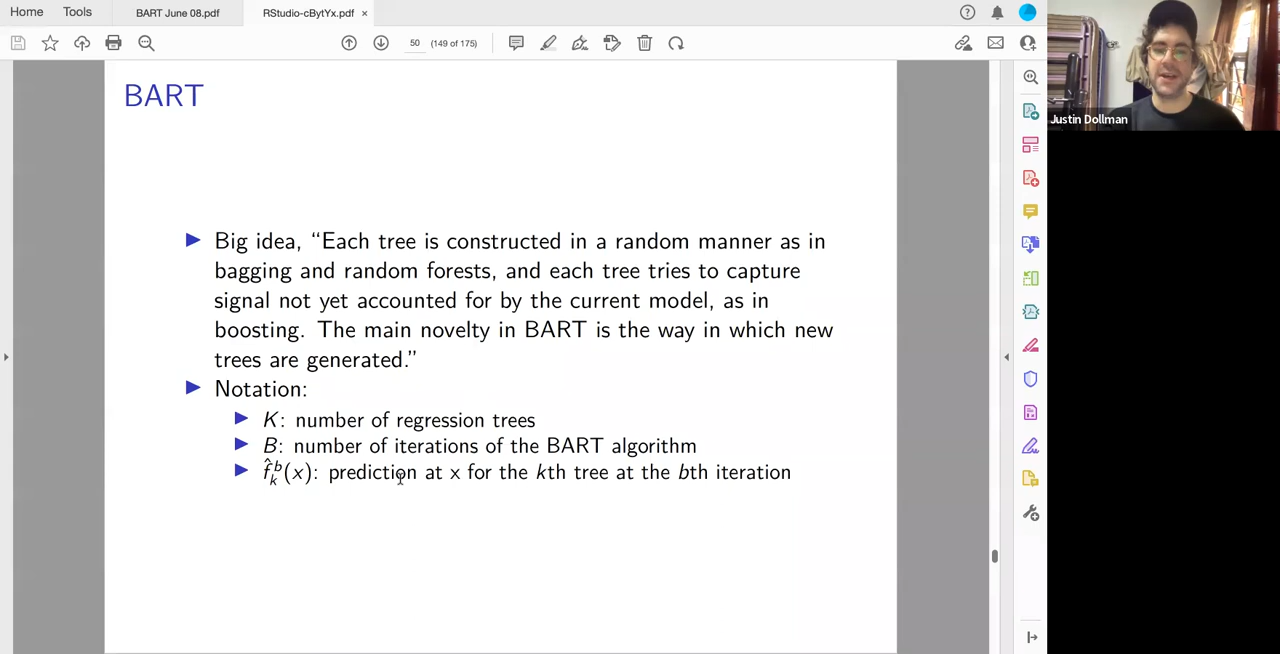 Home Tools BART June 08.pdf RStudio-cBytYx.pdf ×
50 (149 of 175)
Justin Dollman
BART
▶ Big idea, “Each tree is constructed in a random manner as in
bagging and random forests, and each tree tries to capture
signal not yet accounted for by the current model, as in
boosting. The main novelty in BART is the way in which new
trees are generated.”
▶ Notation:
▶ K: number of regression trees
▶ B: number of iterations of the BART algorithm
▶ f̂ₖᵇ(x): prediction at x for the kth tree at the bth iteration